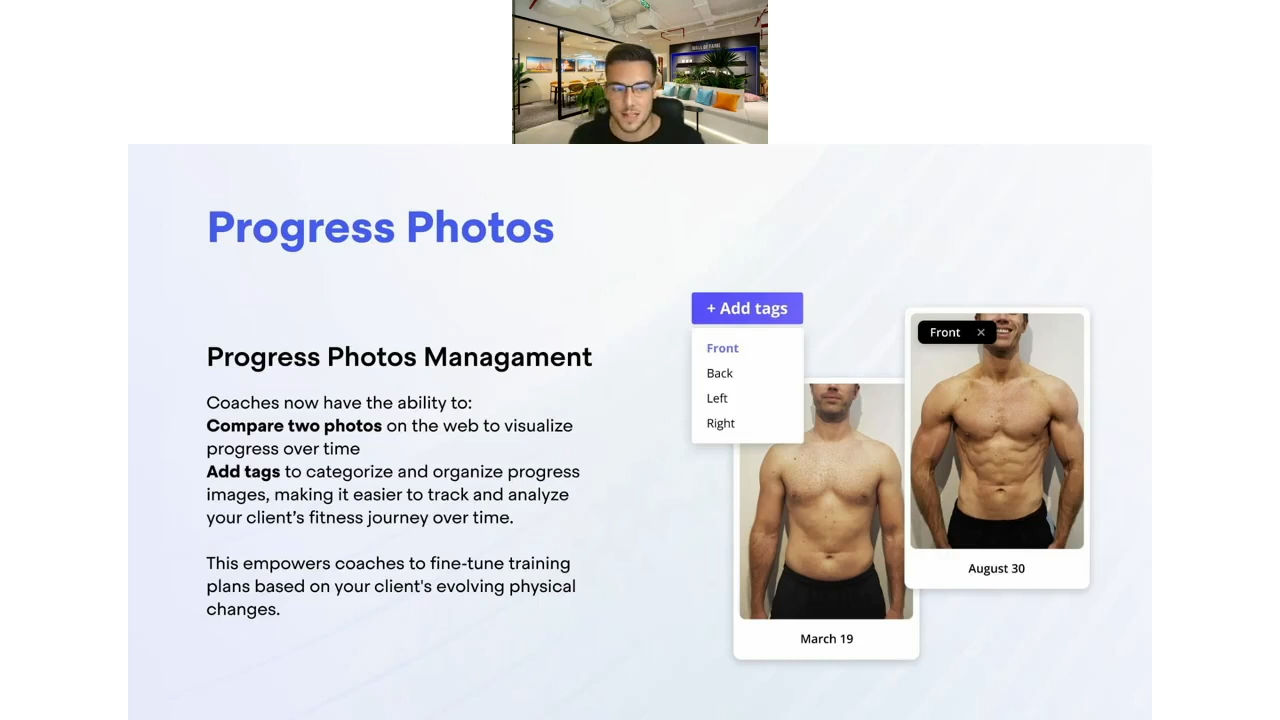 WALL OF FAME
Progress Photos
Progress Photos Managament
Coaches now have the ability to:
Compare two photos on the web to visualize
progress over time
Add tags to categorize and organize progress
images, making it easier to track and analyze
your client’s fitness journey over time.
This empowers coaches to fine-tune training
plans based on your client's evolving physical
changes.
+ Add tags
Front
Back
Left
Right
Front ×
March 19
August 30